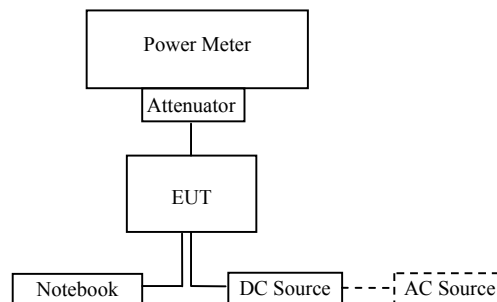 Power Meter
Attenuator
EUT
Notebook
DC Source
AC Source